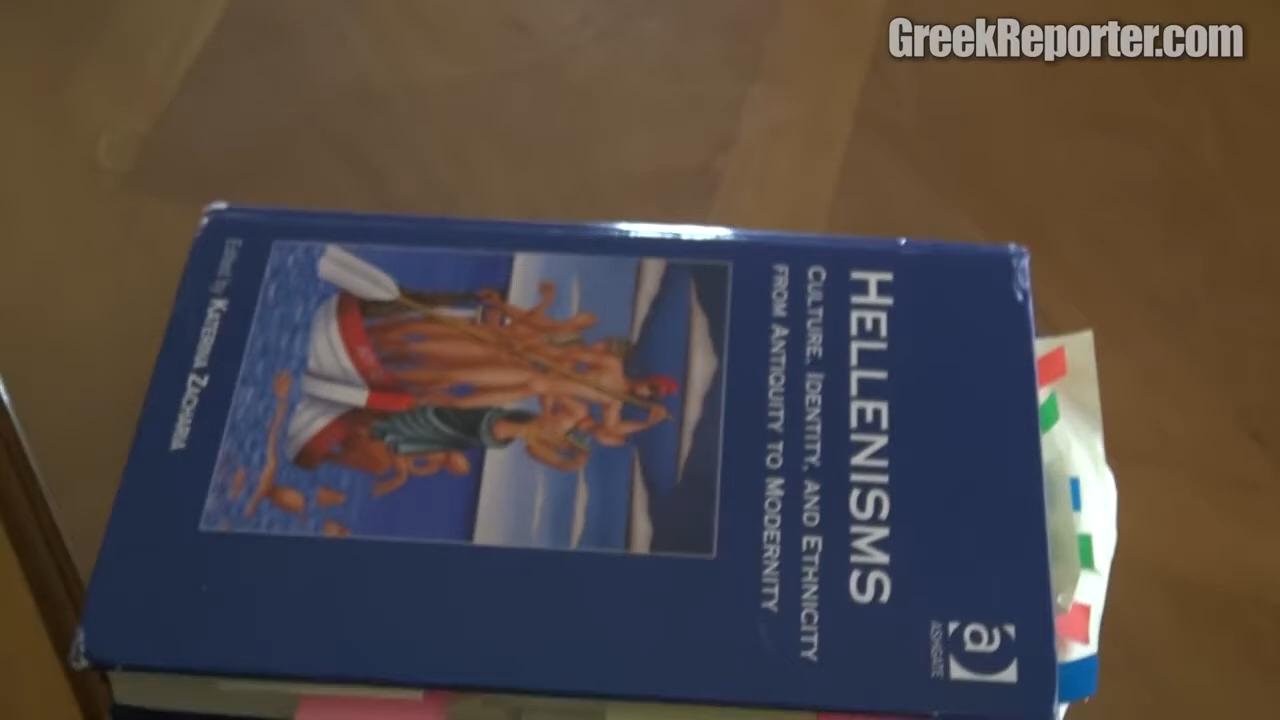 GreekReporter.com
a
ASHGATE
HELLENISMS
CULTURE, IDENTITY, AND ETHNICITY
FROM ANTIQUITY TO MODERNITY
Edited by KATERINA ZACHARIA